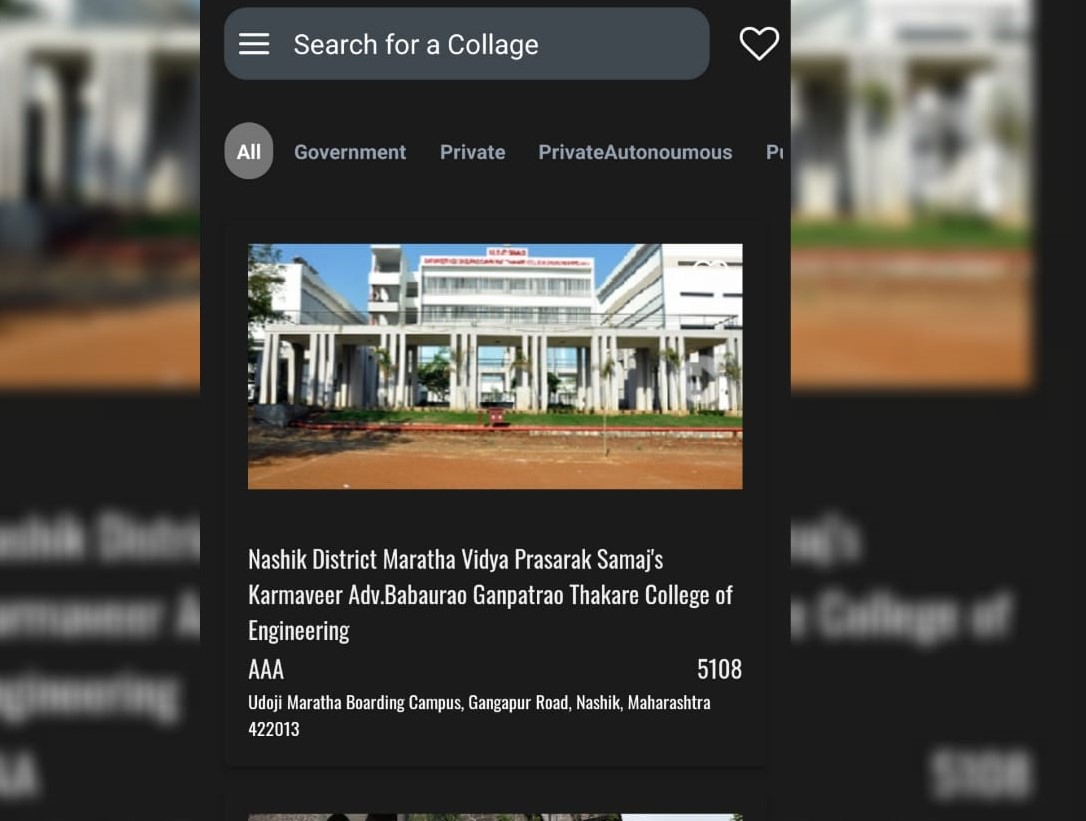 Search for a Collage
All Government Private PrivateAutonoumous
Nashik District Maratha Vidya Prasarak Samaj's
Karmaveer Adv.Babaurao Ganpatrao Thakare College of
Engineering
AAA 5108
Udoji Maratha Boarding Campus, Gangapur Road, Nashik, Maharashtra
422013